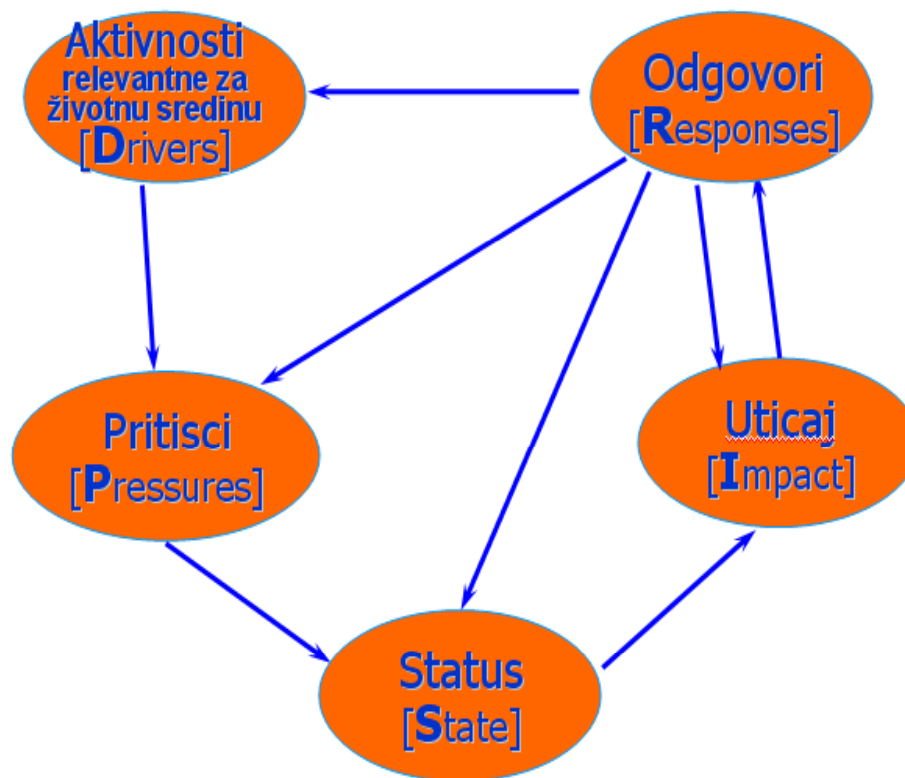 Aktivnosti
relevantne za
životnu sredinu
[Drivers]
Odgovori
[Responses]
Pritisci
[Pressures]
Uticaj
[Impact]
Status
[State]